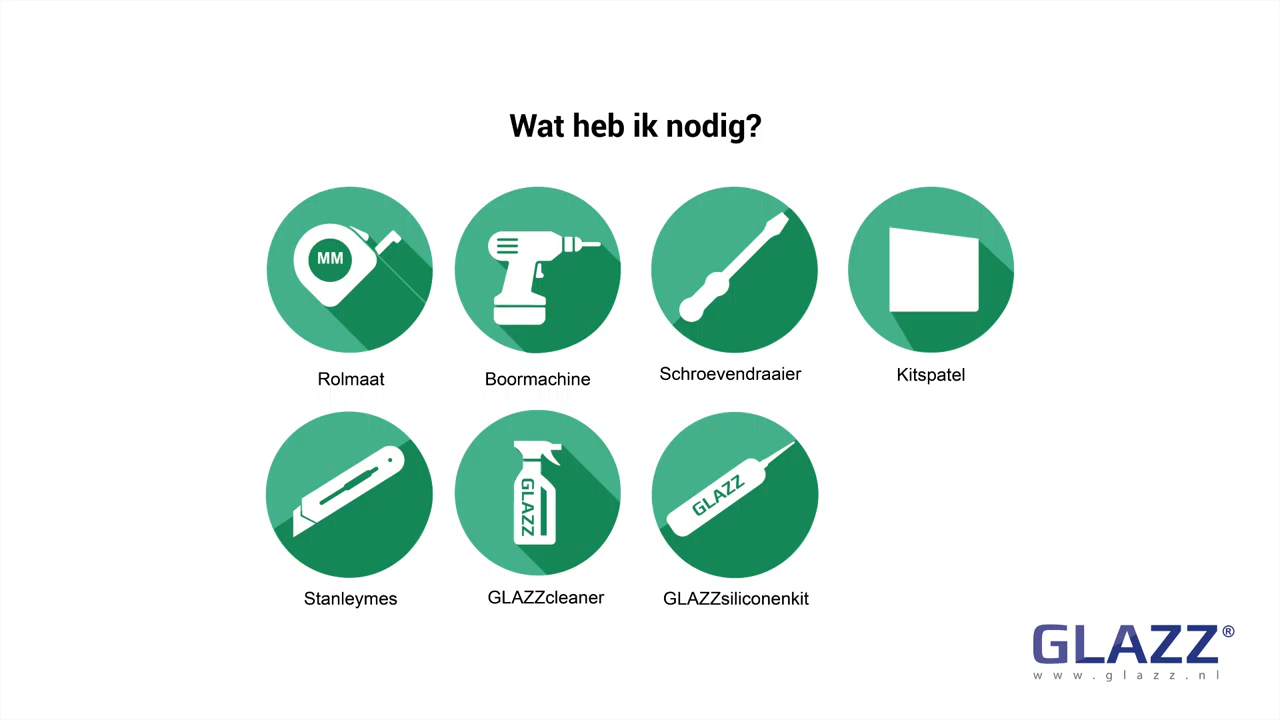 Wat heb ik nodig?
MM
Rolmaat
Boormachine
Schroevendraaier
Kitspatel
GLAZZ
GLAZZ
Stanleymes
GLAZZcleaner
GLAZZsiliconenkit
GLAZZ®
www.glazz.nl